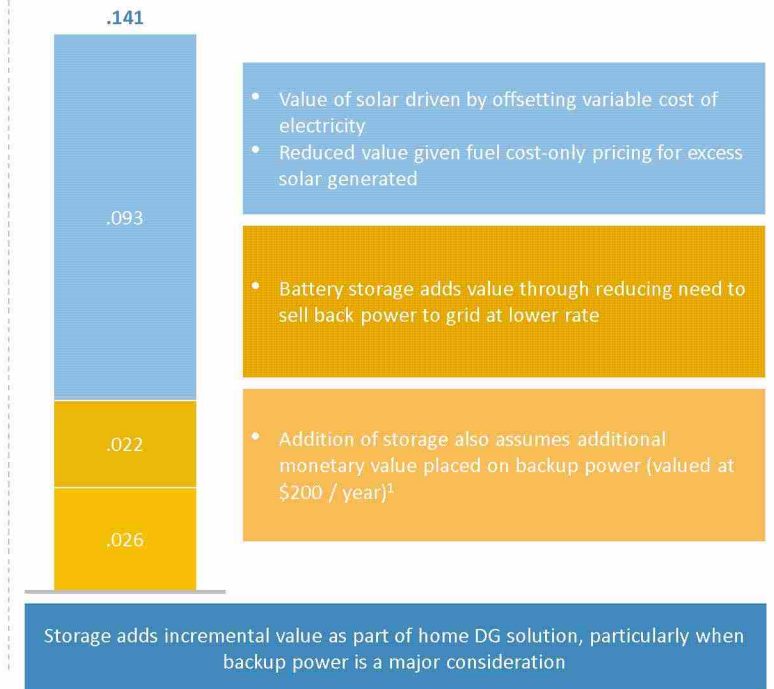 .141
.093
.022
.026
• Value of solar driven by offsetting variable cost of
electricity
• Reduced value given fuel cost-only pricing for excess
solar generated
• Battery storage adds value through reducing need to
sell back power to grid at lower rate
• Addition of storage also assumes additional
monetary value placed on backup power (valued at
$200 / year)¹
Storage adds incremental value as part of home DG solution, particularly when
backup power is a major consideration